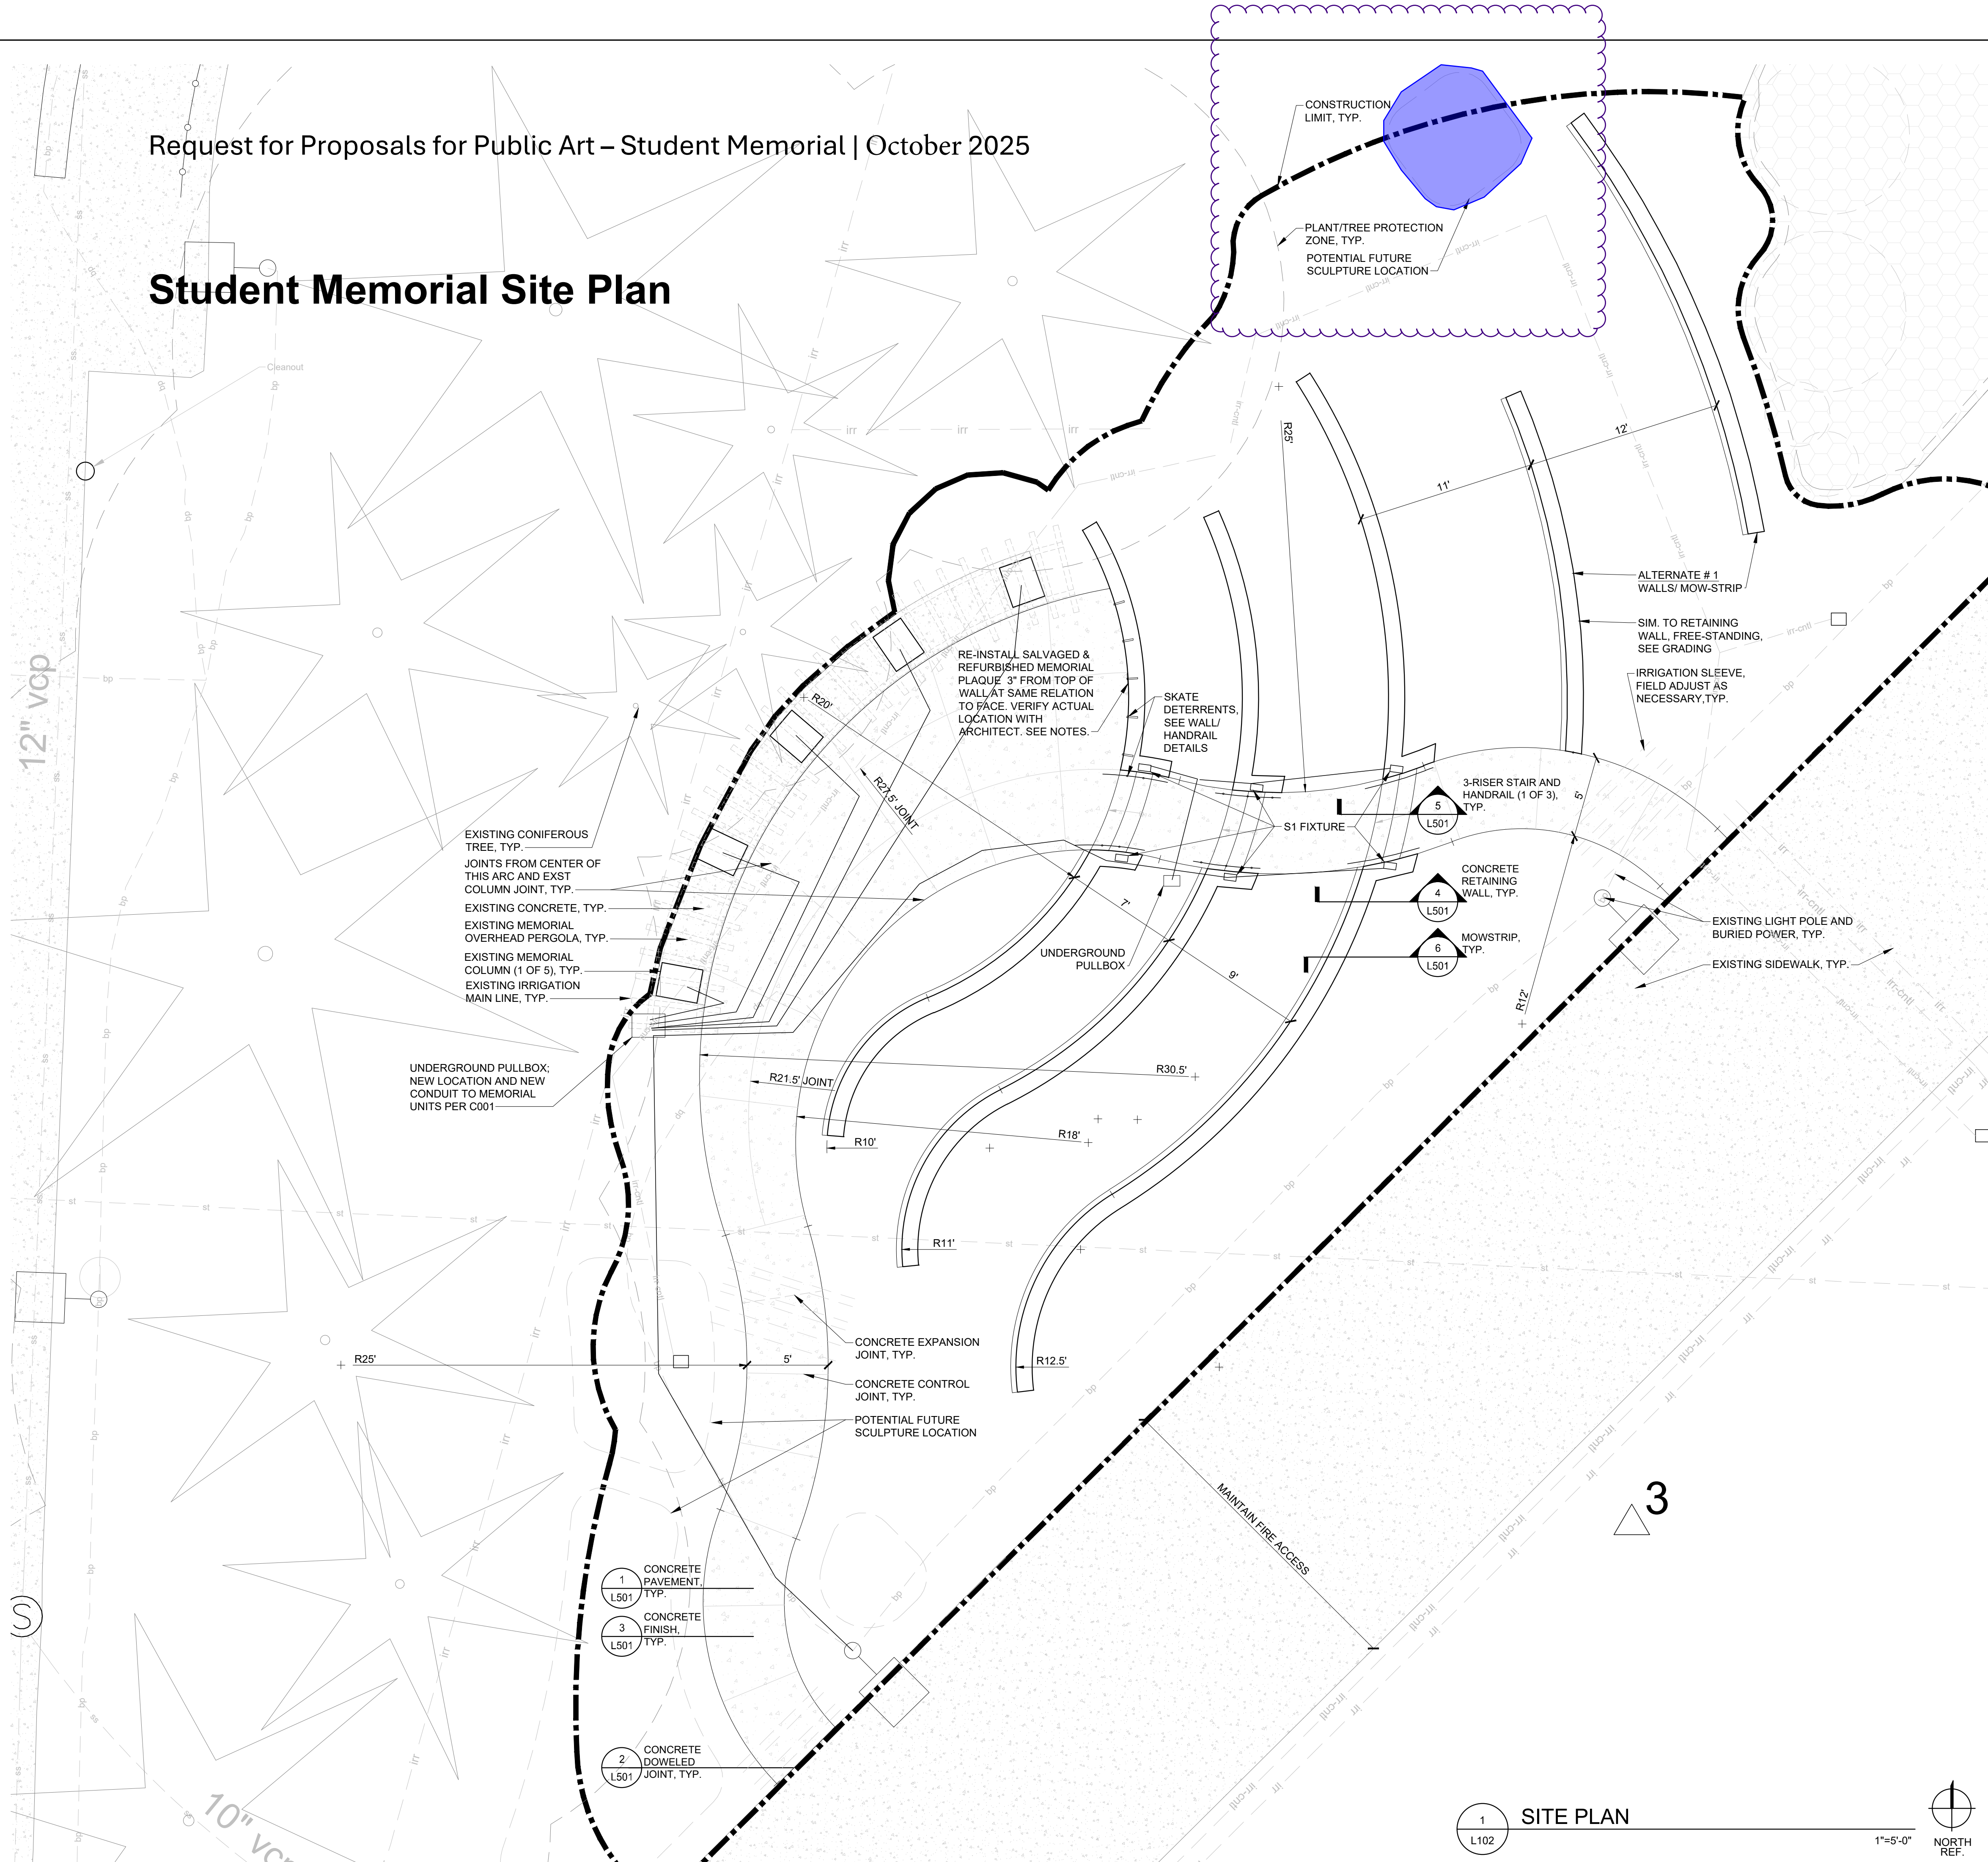 Request for Proposals for Public Art – Student Memorial | October 2025
Student Memorial Site Plan
CONSTRUCTION
LIMIT, TYP.
PLANT/TREE PROTECTION
ZONE, TYP.
POTENTIAL FUTURE
SCULPTURE LOCATION
Cleanout
12" vcp
R25'
12'
11'
ALTERNATE # 1
WALLS/ MOW-STRIP
SIM. TO RETAINING
WALL, FREE-STANDING,
SEE GRADING
IRRIGATION SLEEVE,
FIELD ADJUST AS
NECESSARY,TYP.
RE-INSTALL SALVAGED &
REFURBISHED MEMORIAL
PLAQUE 3" FROM TOP OF
WALL AT SAME RELATION
TO FACE. VERIFY ACTUAL
LOCATION WITH
ARCHITECT. SEE NOTES.
SKATE
DETERRENTS,
SEE WALL/
HANDRAIL
DETAILS
R20'
R27.5' JOINT
S1 FIXTURE
5
L501
3-RISER STAIR AND
HANDRAIL (1 OF 3),
TYP.
5'
4
L501
CONCRETE
RETAINING
WALL, TYP.
6
L501
MOWSTRIP,
TYP.
EXISTING CONIFEROUS
TREE, TYP.
JOINTS FROM CENTER OF
THIS ARC AND EXST
COLUMN JOINT, TYP.
EXISTING CONCRETE, TYP.
EXISTING MEMORIAL
OVERHEAD PERGOLA, TYP.
EXISTING MEMORIAL
COLUMN (1 OF 5), TYP.
EXISTING IRRIGATION
MAIN LINE, TYP.
UNDERGROUND
PULLBOX
7'
9'
EXISTING LIGHT POLE AND
BURIED POWER, TYP.
EXISTING SIDEWALK, TYP.
R12'
UNDERGROUND PULLBOX;
NEW LOCATION AND NEW
CONDUIT TO MEMORIAL
UNITS PER C001
R30.5'
R21.5' JOINT
R18'
R10'
R11'
R12.5'
CONCRETE EXPANSION
JOINT, TYP.
R25'
5'
CONCRETE CONTROL
JOINT, TYP.
POTENTIAL FUTURE
SCULPTURE LOCATION
MAINTAIN FIRE ACCESS
3
1
L501
CONCRETE
PAVEMENT,
TYP.
3
L501
CONCRETE
FINISH,
TYP.
2
L501
CONCRETE
DOWELED
JOINT, TYP.
S
10" vcp
1
L102
SITE PLAN
1"=5'-0"
NORTH
REF.